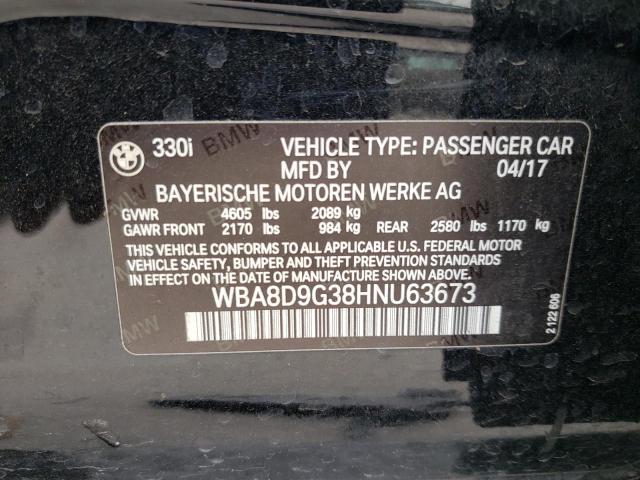 330i VEHICLE TYPE: PASSENGER CAR
MFD BY 04/17
BAYERISCHE MOTOREN WERKE AG
GVWR 4605 lbs 2089 kg
GAWR FRONT 2170 lbs 984 kg REAR 2580 lbs 1170 kg
THIS VEHICLE CONFORMS TO ALL APPLICABLE U.S. FEDERAL MOTOR
VEHICLE SAFETY, BUMPER AND THEFT PREVENTION STANDARDS
IN EFFECT ON THE DATE OF MANUFACTURE SHOWN ABOVE.
WBA8D9G38HNU63673
2 122 606